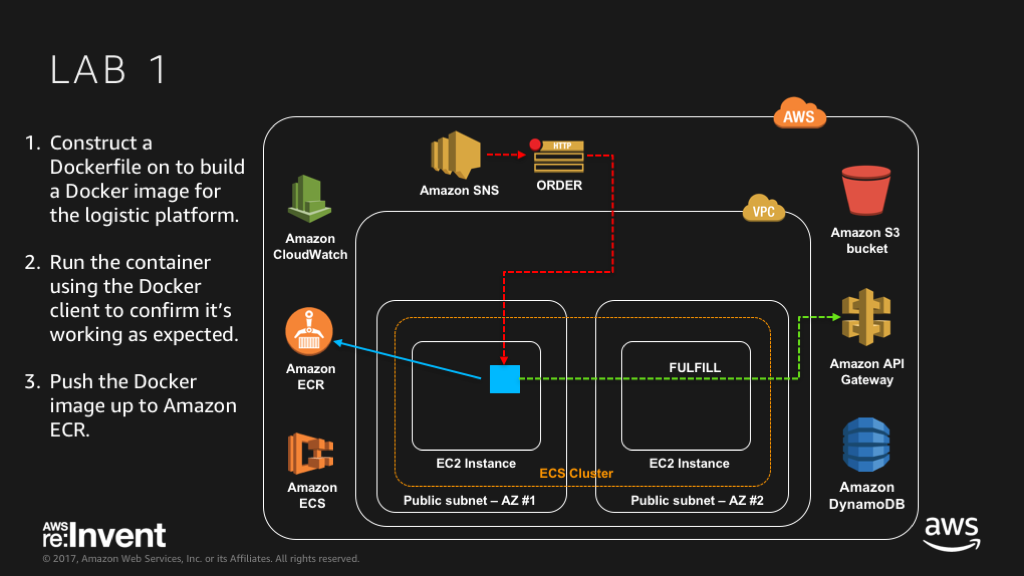 LAB 1
1. Construct a
Dockerfile on to build
a Docker image for
the logistic platform.
2. Run the container
using the Docker
client to confirm it's
working as expected.
3. Push the Docker
image up to Amazon
ECR.
AWS
HTTP
Amazon SNS
ORDER
VPC
Amazon
CloudWatch
Amazon S3
bucket
Amazon
ECR
FULFILL
Amazon API
Gateway
EC2 Instance
EC2 Instance
ECS Cluster
Public subnet – AZ #1
Public subnet – AZ #2
Amazon
ECS
Amazon
DynamoDB
AWS
re:Invent
aws
© 2017, Amazon Web Services, Inc. or its Affiliates. All rights reserved.